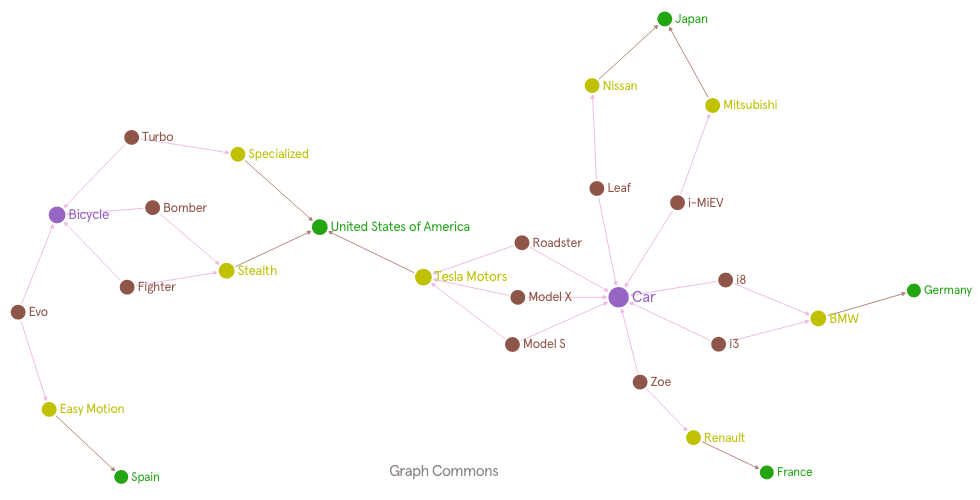 Japan
Nissan
Mitsubishi
Turbo
Specialized
Leaf
i-MiEV
Bicycle
Bomber
United States of America
Roadster
Stealth
Tesla Motors
i8
Fighter
Model X
Car
Germany
Evo
BMW
Model S
i3
Zoe
Easy Motion
Renault
Graph Commons
France
Spain